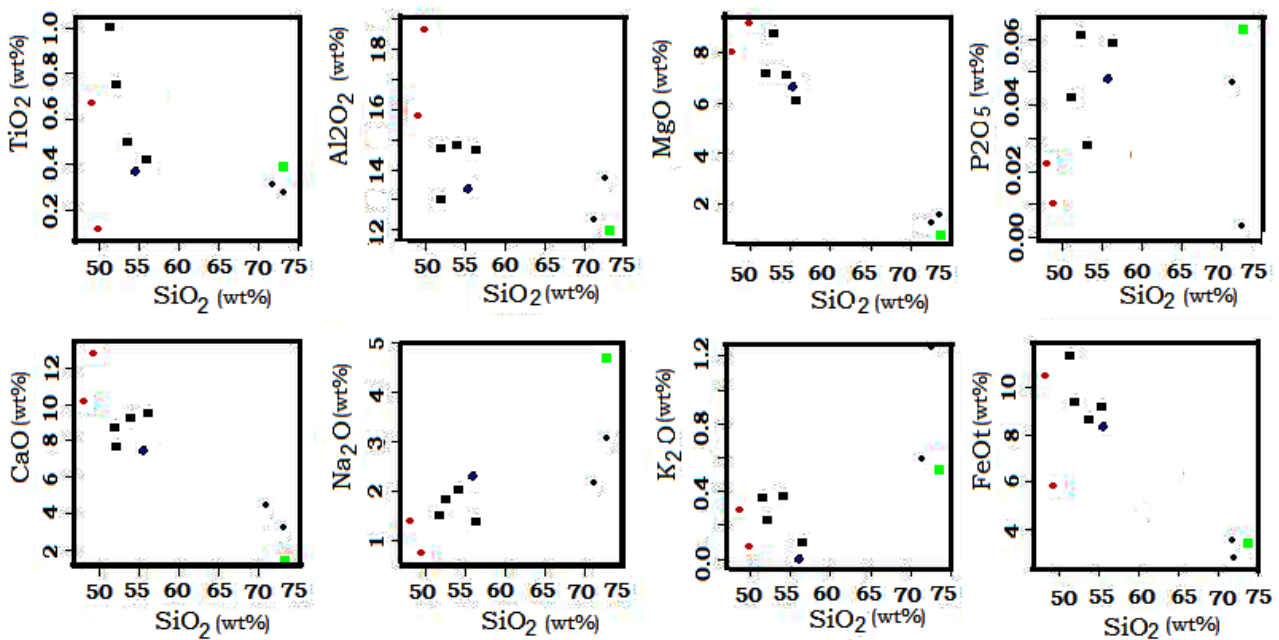 TiO2 (wt%)
1.0
0.8
0.6
0.4
0.2
50 55 60 65 70 75
SiO2 (wt%)
Al2O2 (wt%)
18
16
14
12
50 55 60 65 70 75
SiO2 (wt%)
MgO (wt%)
8
6
4
2
50 55 60 65 70 75
SiO2 (wt%)
P2O5 (wt%)
0.06
0.04
0.02
0.00
50 55 60 65 70 75
SiO2 (wt%)
CaO (wt%)
12
10
8
6
4
2
50 55 60 65 70 75
SiO2 (wt%)
Na2O (wt%)
5
4
3
2
1
50 55 60 65 70 75
SiO2 (wt%)
K2O (wt%)
1.2
0.8
0.4
0.0
50 55 60 65 70 75
SiO2 (wt%)
FeOt (wt%)
10
8
6
4
50 55 60 65 70 75
SiO2 (wt%)